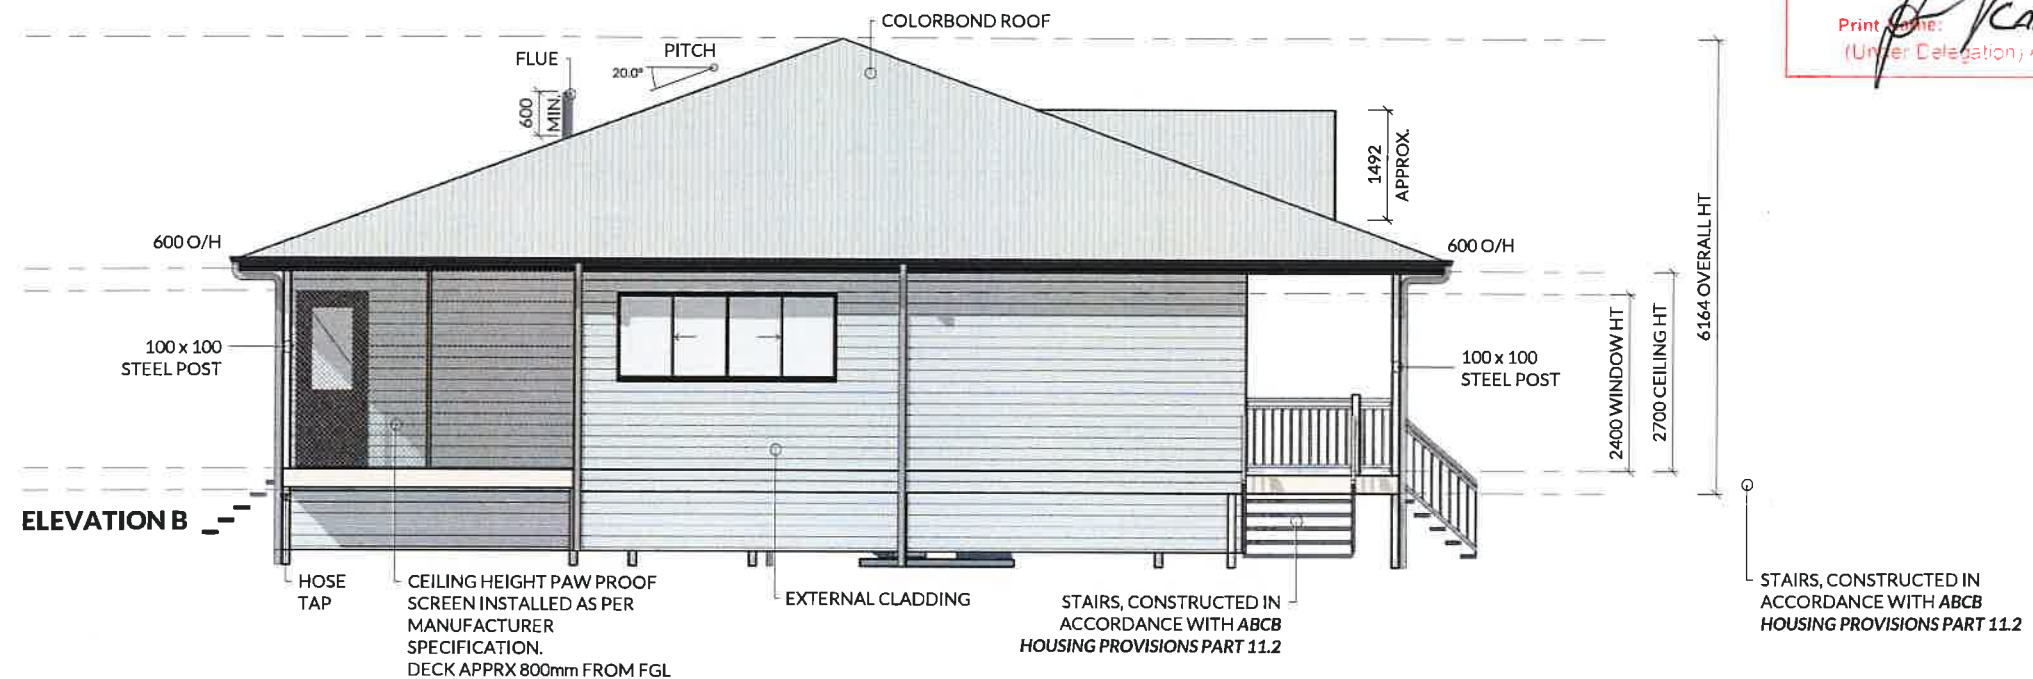 COLORBOND ROOF
Print Name:
(Under Delegation)
PITCH
FLUE
20.0°
600
MIN.
1492
APPROX.
600 O/H
600 O/H
6164 OVERALL HT
100 x 100
STEEL POST
100 x 100
STEEL POST
2400 WINDOW HT
2700 CEILING HT
ELEVATION B
HOSE
TAP
CEILING HEIGHT PAW PROOF
SCREEN INSTALLED AS PER
MANUFACTURER
SPECIFICATION.
DECK APPRX 800mm FROM FGL
EXTERNAL CLADDING
STAIRS, CONSTRUCTED IN
ACCORDANCE WITH ABCB
HOUSING PROVISIONS PART 11.2
STAIRS, CONSTRUCTED IN
ACCORDANCE WITH ABCB
HOUSING PROVISIONS PART 11.2